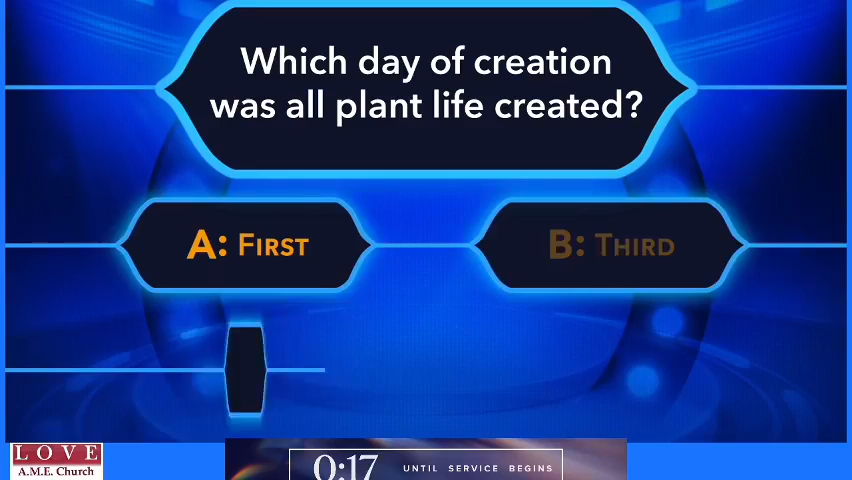 Which day of creation
was all plant life created?
A: First
B: Third
LOVE
A.M.E. Church
0:17 UNTIL SERVICE BEGINS